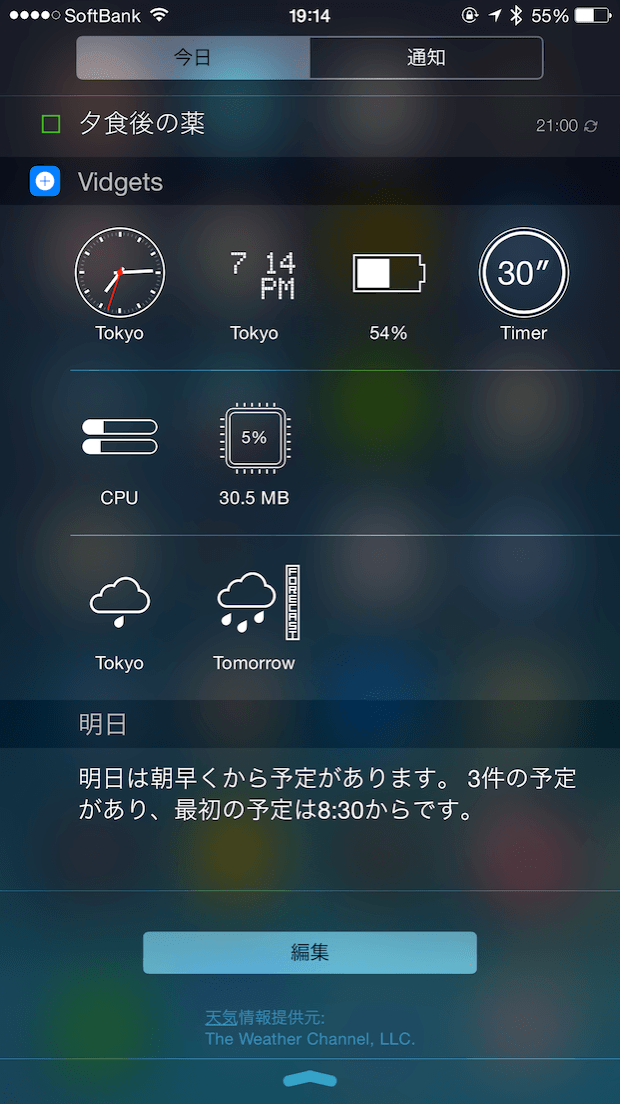 SoftBank 19:14 55%
今日 通知
夕食後の薬 21:00
Vidgets
7 14
PM
30″
Tokyo Tokyo 54% Timer
5%
CPU 30.5 MB
FORECAST
Tokyo Tomorrow
明日
明日は朝早くから予定があります。 3件の予定
があり、最初の予定は8:30からです。
編集
天気情報提供元:
The Weather Channel, LLC.